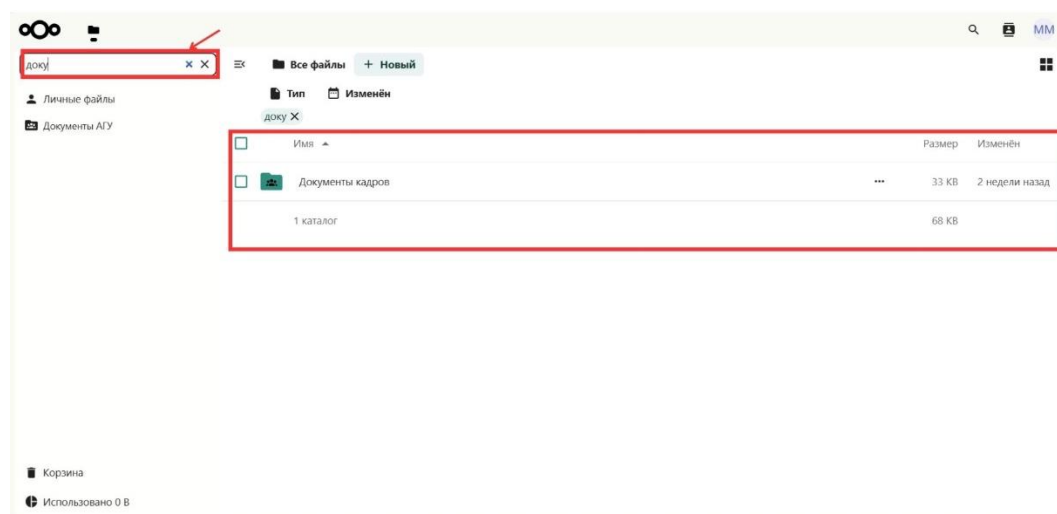 MM
доку
Все файлы + Новый
Личные файлы
Тип Изменён
доку
Документы АГУ
Имя Размер Изменён
Документы кадров ... 33 KB 2 недели назад
1 каталог 68 KB
Корзина
Использовано 0 B